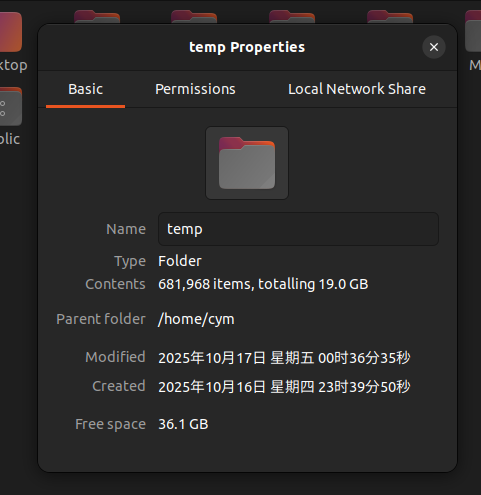 temp Properties
ktop
Basic
Permissions
Local Network Share
olic
Name temp
Type Folder
Contents 681,968 items, totalling 19.0 GB
Parent folder /home/cym
Modified 2025年10月17日 星期五 00时36分35秒
Created 2025年10月16日 星期四 23时39分50秒
Free space 36.1 GB